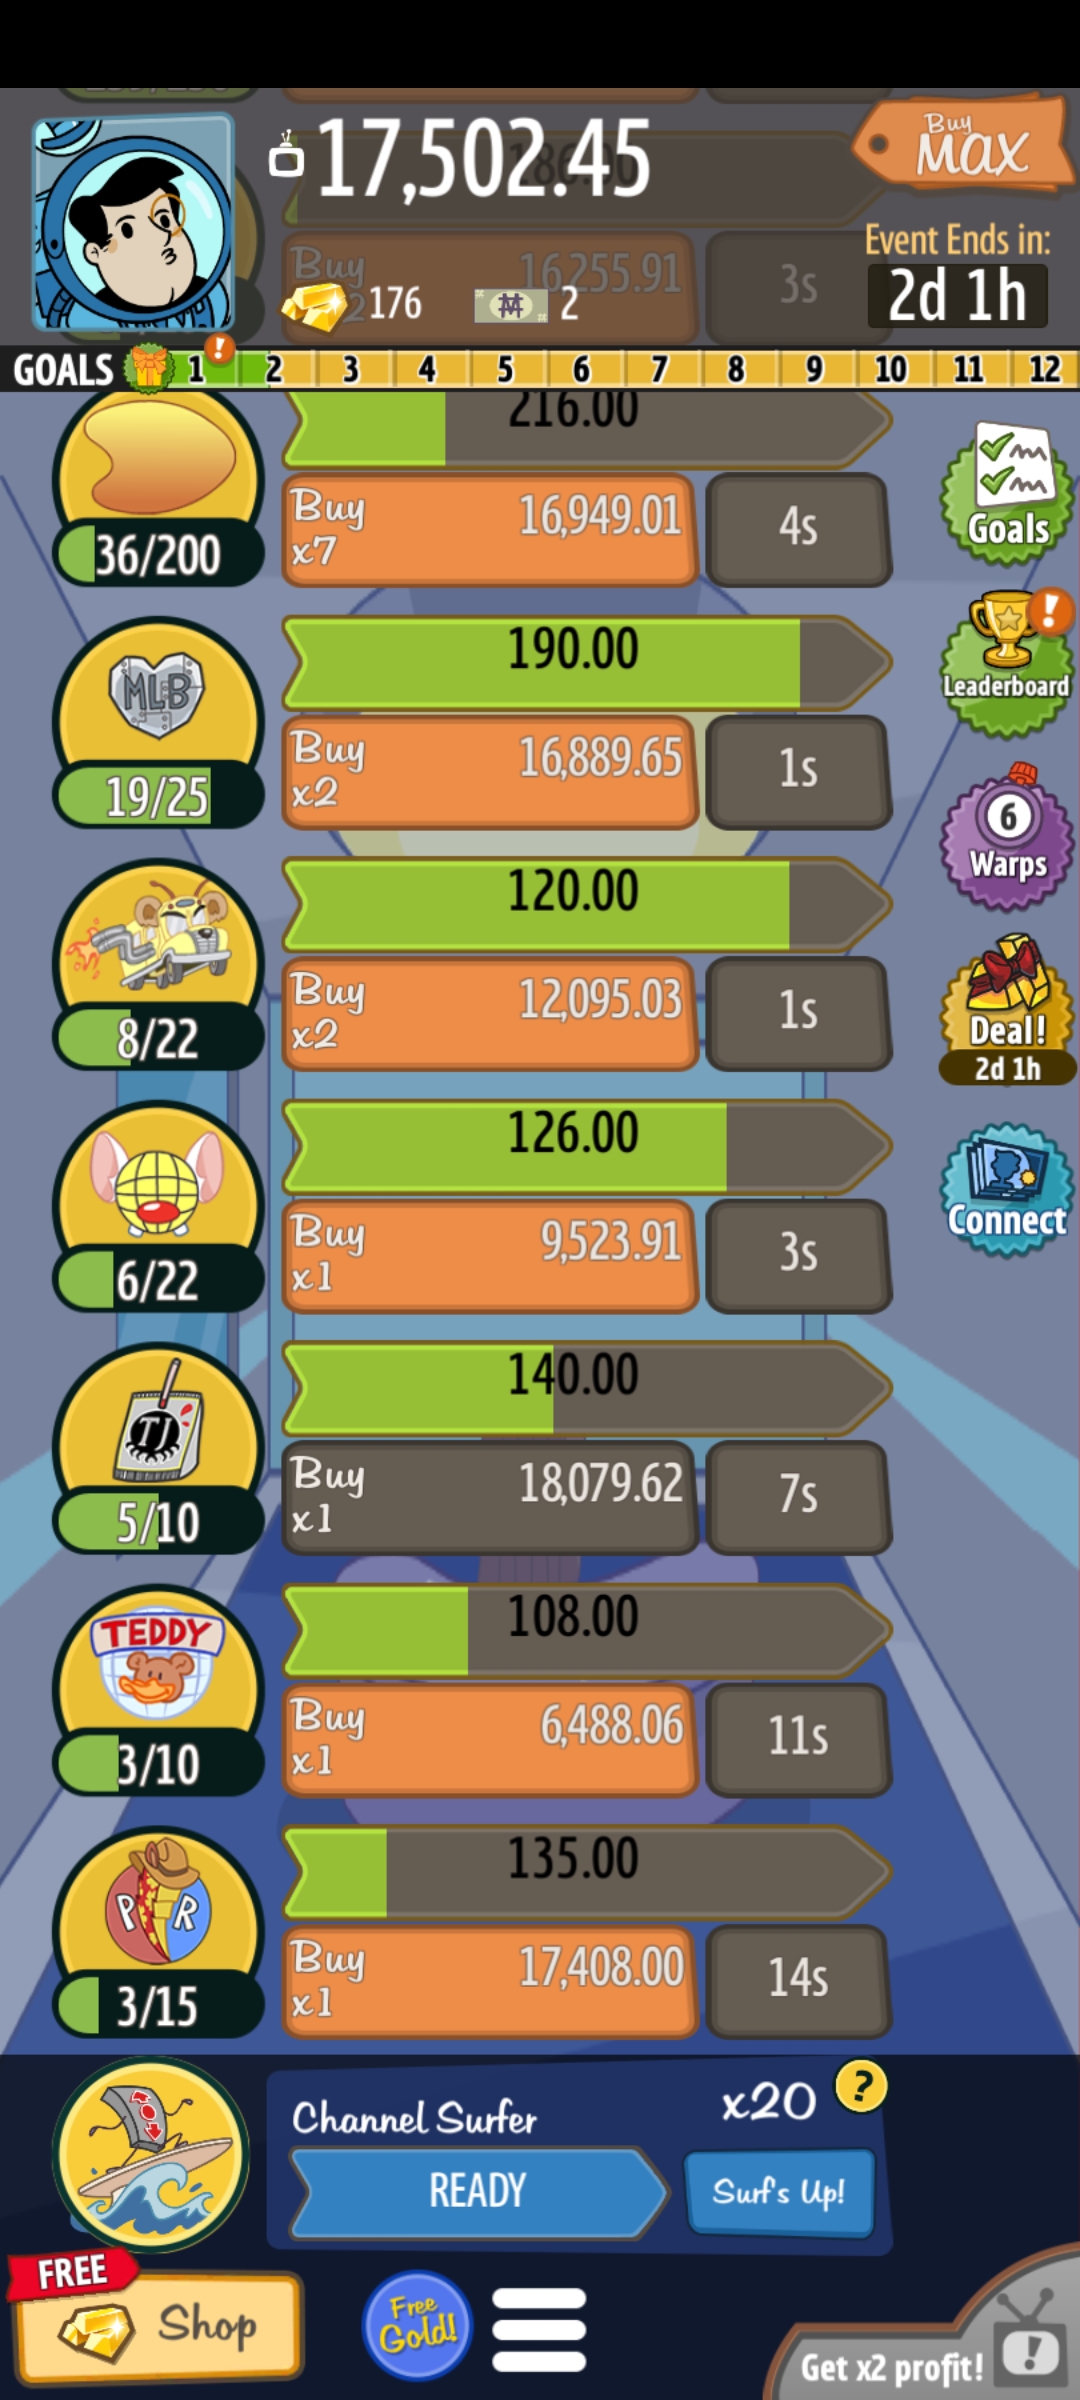 17,502.45
Buy
MAX
Event Ends in:
2d 1h
176
2
Buy
16,255.91
3s
GOALS 1 2 3 4 5 6 7 8 9 10 11 12
216.00
Buy
x7
16,949.01
4s
36/200
Goals
190.00
MLB
Buy
x2
16,889.65
1s
19/25
Leaderboard
120.00
6
Warps
Buy
x2
12,095.03
1s
8/22
Deal!
2d 1h
126.00
Buy
x1
9,523.91
3s
6/22
Connect
140.00
TJ
Buy
x1
18,079.62
7s
5/10
108.00
TEDDY
Buy
x1
6,488.06
11s
3/10
135.00
P R
Buy
x1
17,408.00
14s
3/15
Channel Surfer
x20
?
READY
Surf's Up!
FREE
Shop
Free
Gold!
Get x2 profit!